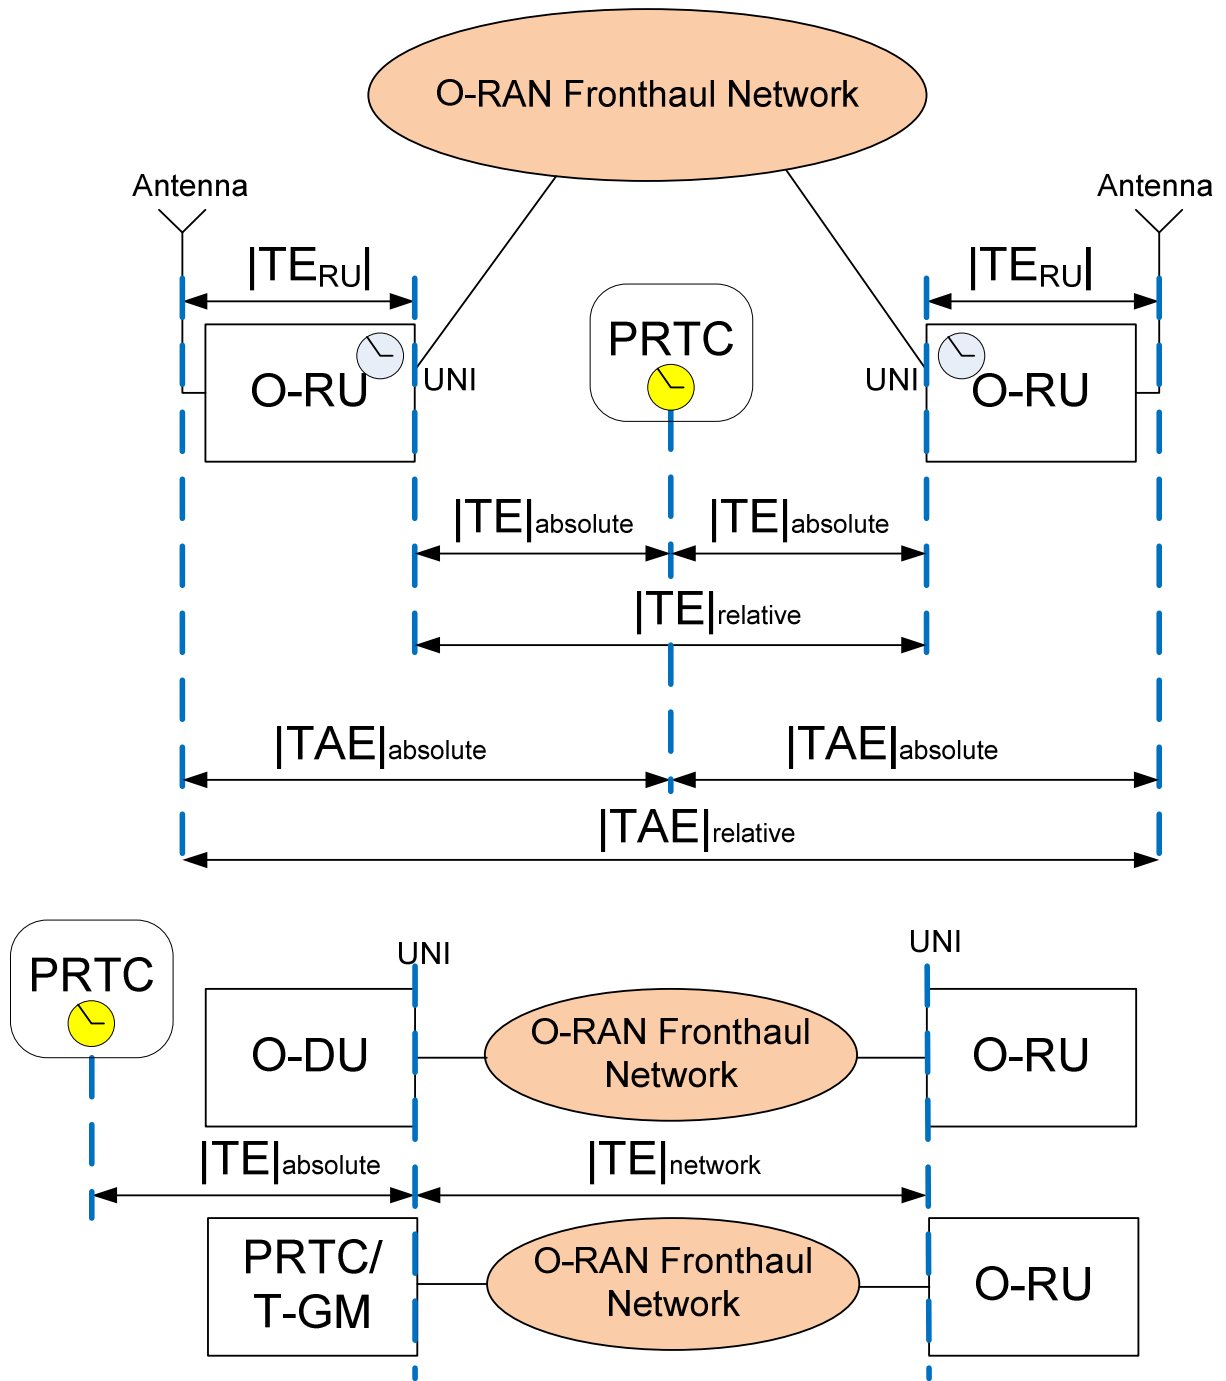 O-RAN Fronthaul Network
Antenna
Antenna
|TERU|
|TERU|
PRTC
O-RU
UNI
UNI
O-RU
|TE|absolute
|TE|absolute
|TE|relative
|TAE|absolute
|TAE|absolute
|TAE|relative
PRTC
UNI
UNI
O-DU
O-RAN Fronthaul
Network
O-RU
|TE|absolute
|TE|network
PRTC/
T-GM
O-RAN Fronthaul
Network
O-RU